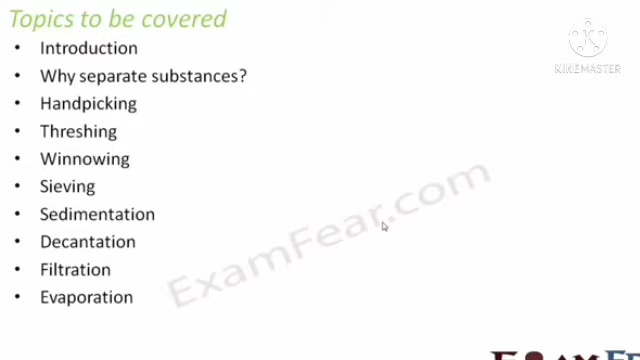 Topics to be covered
KINEMASTER
• Introduction
• Why separate substances?
• Handpicking
• Threshing
• Winnowing
• Sieving
• Sedimentation
• Decantation
• Filtration
• Evaporation
ExamFear.com